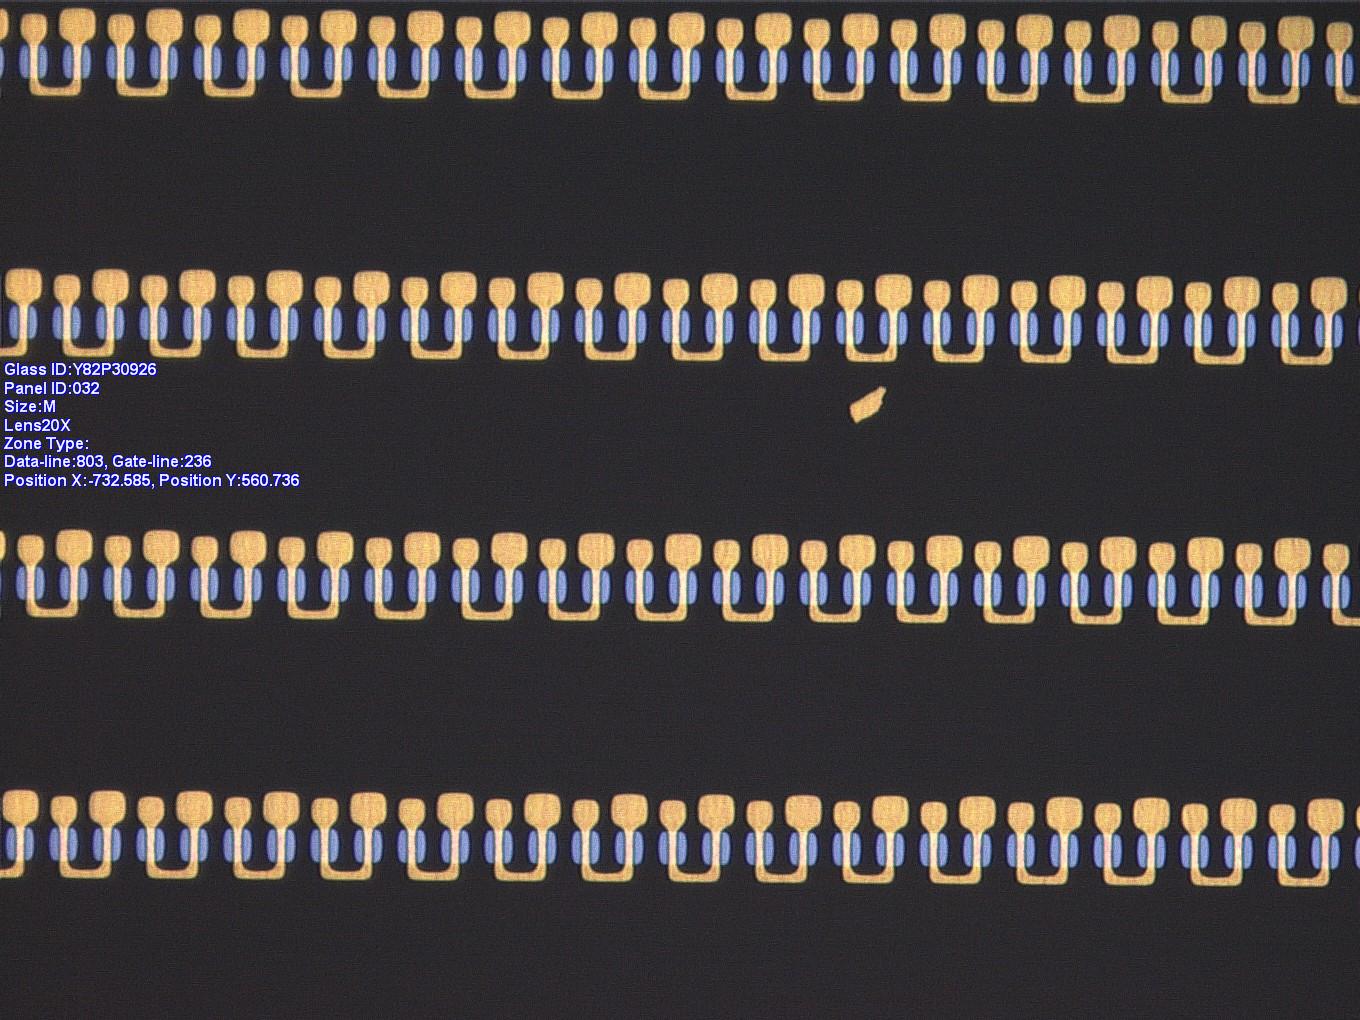 Glass ID:Y82P30926
Panel ID:032
Size:M
Lens20X
Zone Type:
Data-line:803, Gate-line:236
Position X:-732.585, Position Y:560.736